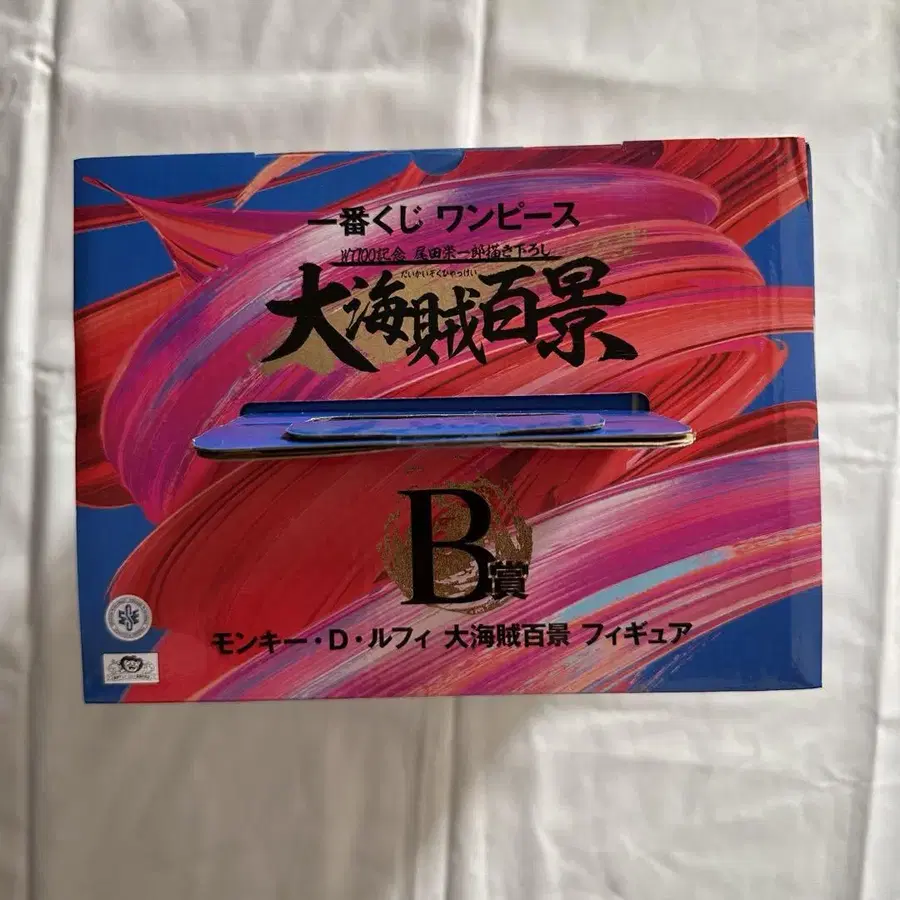 一番くじ ワンピース
WT100記念 尾田栄一郎描き下ろし
だいかいぞくひゃっけい
大海賊百景
B賞
モンキー・D・ルフィ 大海賊百景 フィギュア